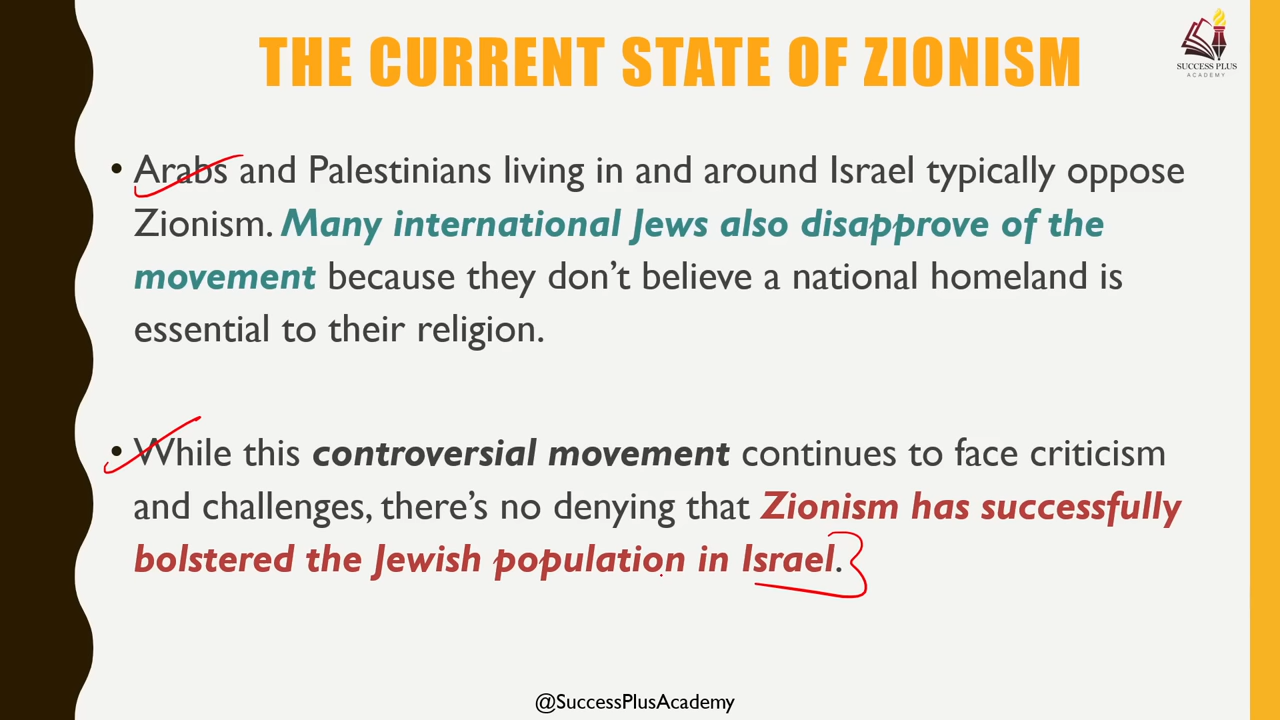 THE CURRENT STATE OF ZIONISM
SUCCESS PLUS
ACADEMY
• Arabs and Palestinians living in and around Israel typically oppose
Zionism. Many international Jews also disapprove of the
movement because they don’t believe a national homeland is
essential to their religion.
• While this controversial movement continues to face criticism
and challenges, there’s no denying that Zionism has successfully
bolstered the Jewish population in Israel.
@SuccessPlusAcademy